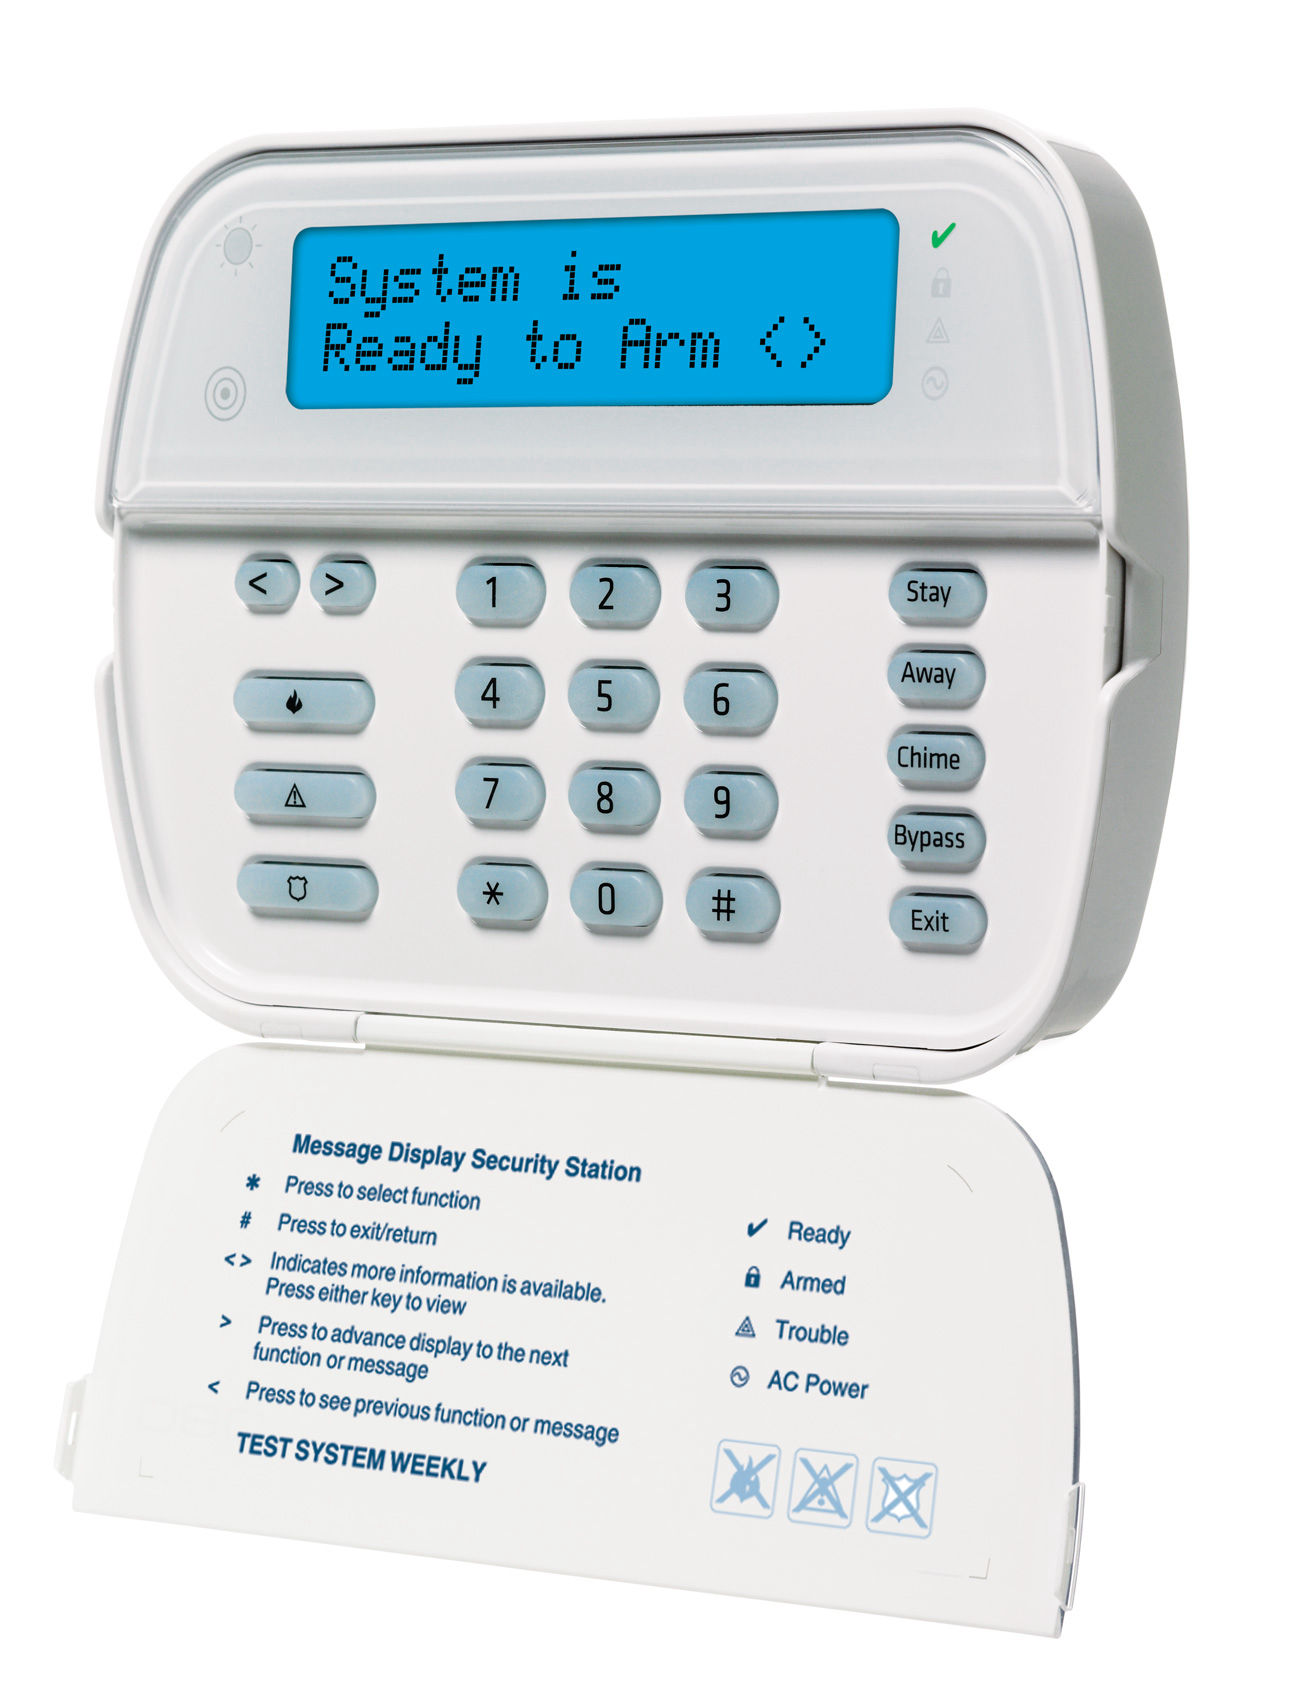 System is
Ready to Arm <>
< >
1 2 3
4 5 6
7 8 9
* 0 #
Stay
Away
Chime
Bypass
Exit
Message Display Security Station
* Press to select function
# Press to exit/return
< > Indicates more information is available.
Press either key to view
> Press to advance display to the next
function or message
< Press to see previous function or message
TEST SYSTEM WEEKLY
✔ Ready
Armed
Trouble
AC Power